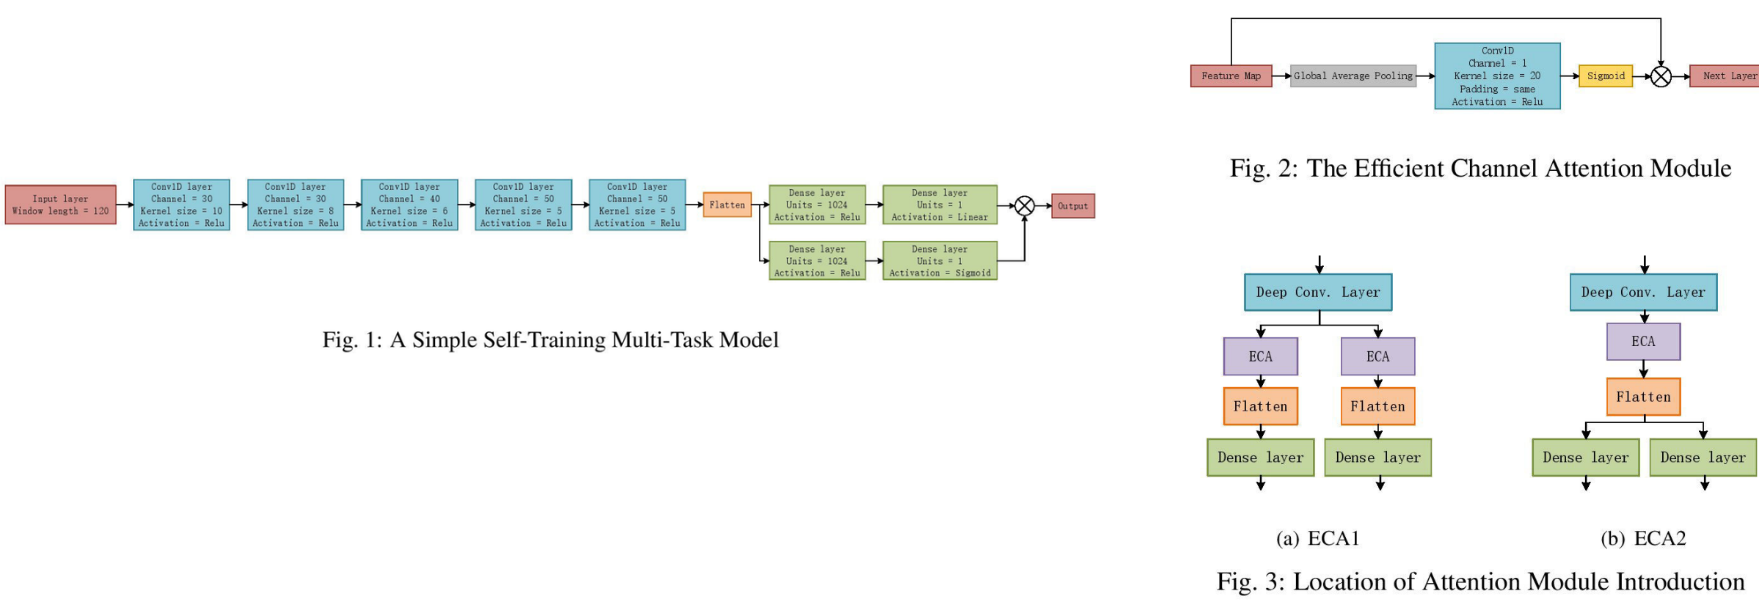 Input layer
Window length = 120
Conv1D layer
Channel = 30
Kernel size = 10
Activation = Relu
Conv1D layer
Channel = 30
Kernel size = 8
Activation = Relu
Conv1D layer
Channel = 40
Kernel size = 6
Activation = Relu
Conv1D layer
Channel = 50
Kernel size = 5
Activation = Relu
Conv1D layer
Channel = 50
Kernel size = 5
Activation = Relu
Flatten
Dense layer
Units = 1024
Activation = Relu
Dense layer
Units = 1
Activation = Linear
Dense layer
Units = 1024
Activation = Relu
Dense layer
Units = 1
Activation = Sigmoid
Output
Fig. 1: A Simple Self-Training Multi-Task Model
Feature Map
Global Average Pooling
Conv1D
Channel = 1
Kernel size = 20
Padding = same
Activation = Relu
Sigmoid
Next Layer
Fig. 2: The Efficient Channel Attention Module
Deep Conv. Layer
ECA
ECA
Flatten
Flatten
Dense layer
Dense layer
(a) ECA1
Deep Conv. Layer
ECA
Flatten
Dense layer
Dense layer
(b) ECA2
Fig. 3: Location of Attention Module Introduction